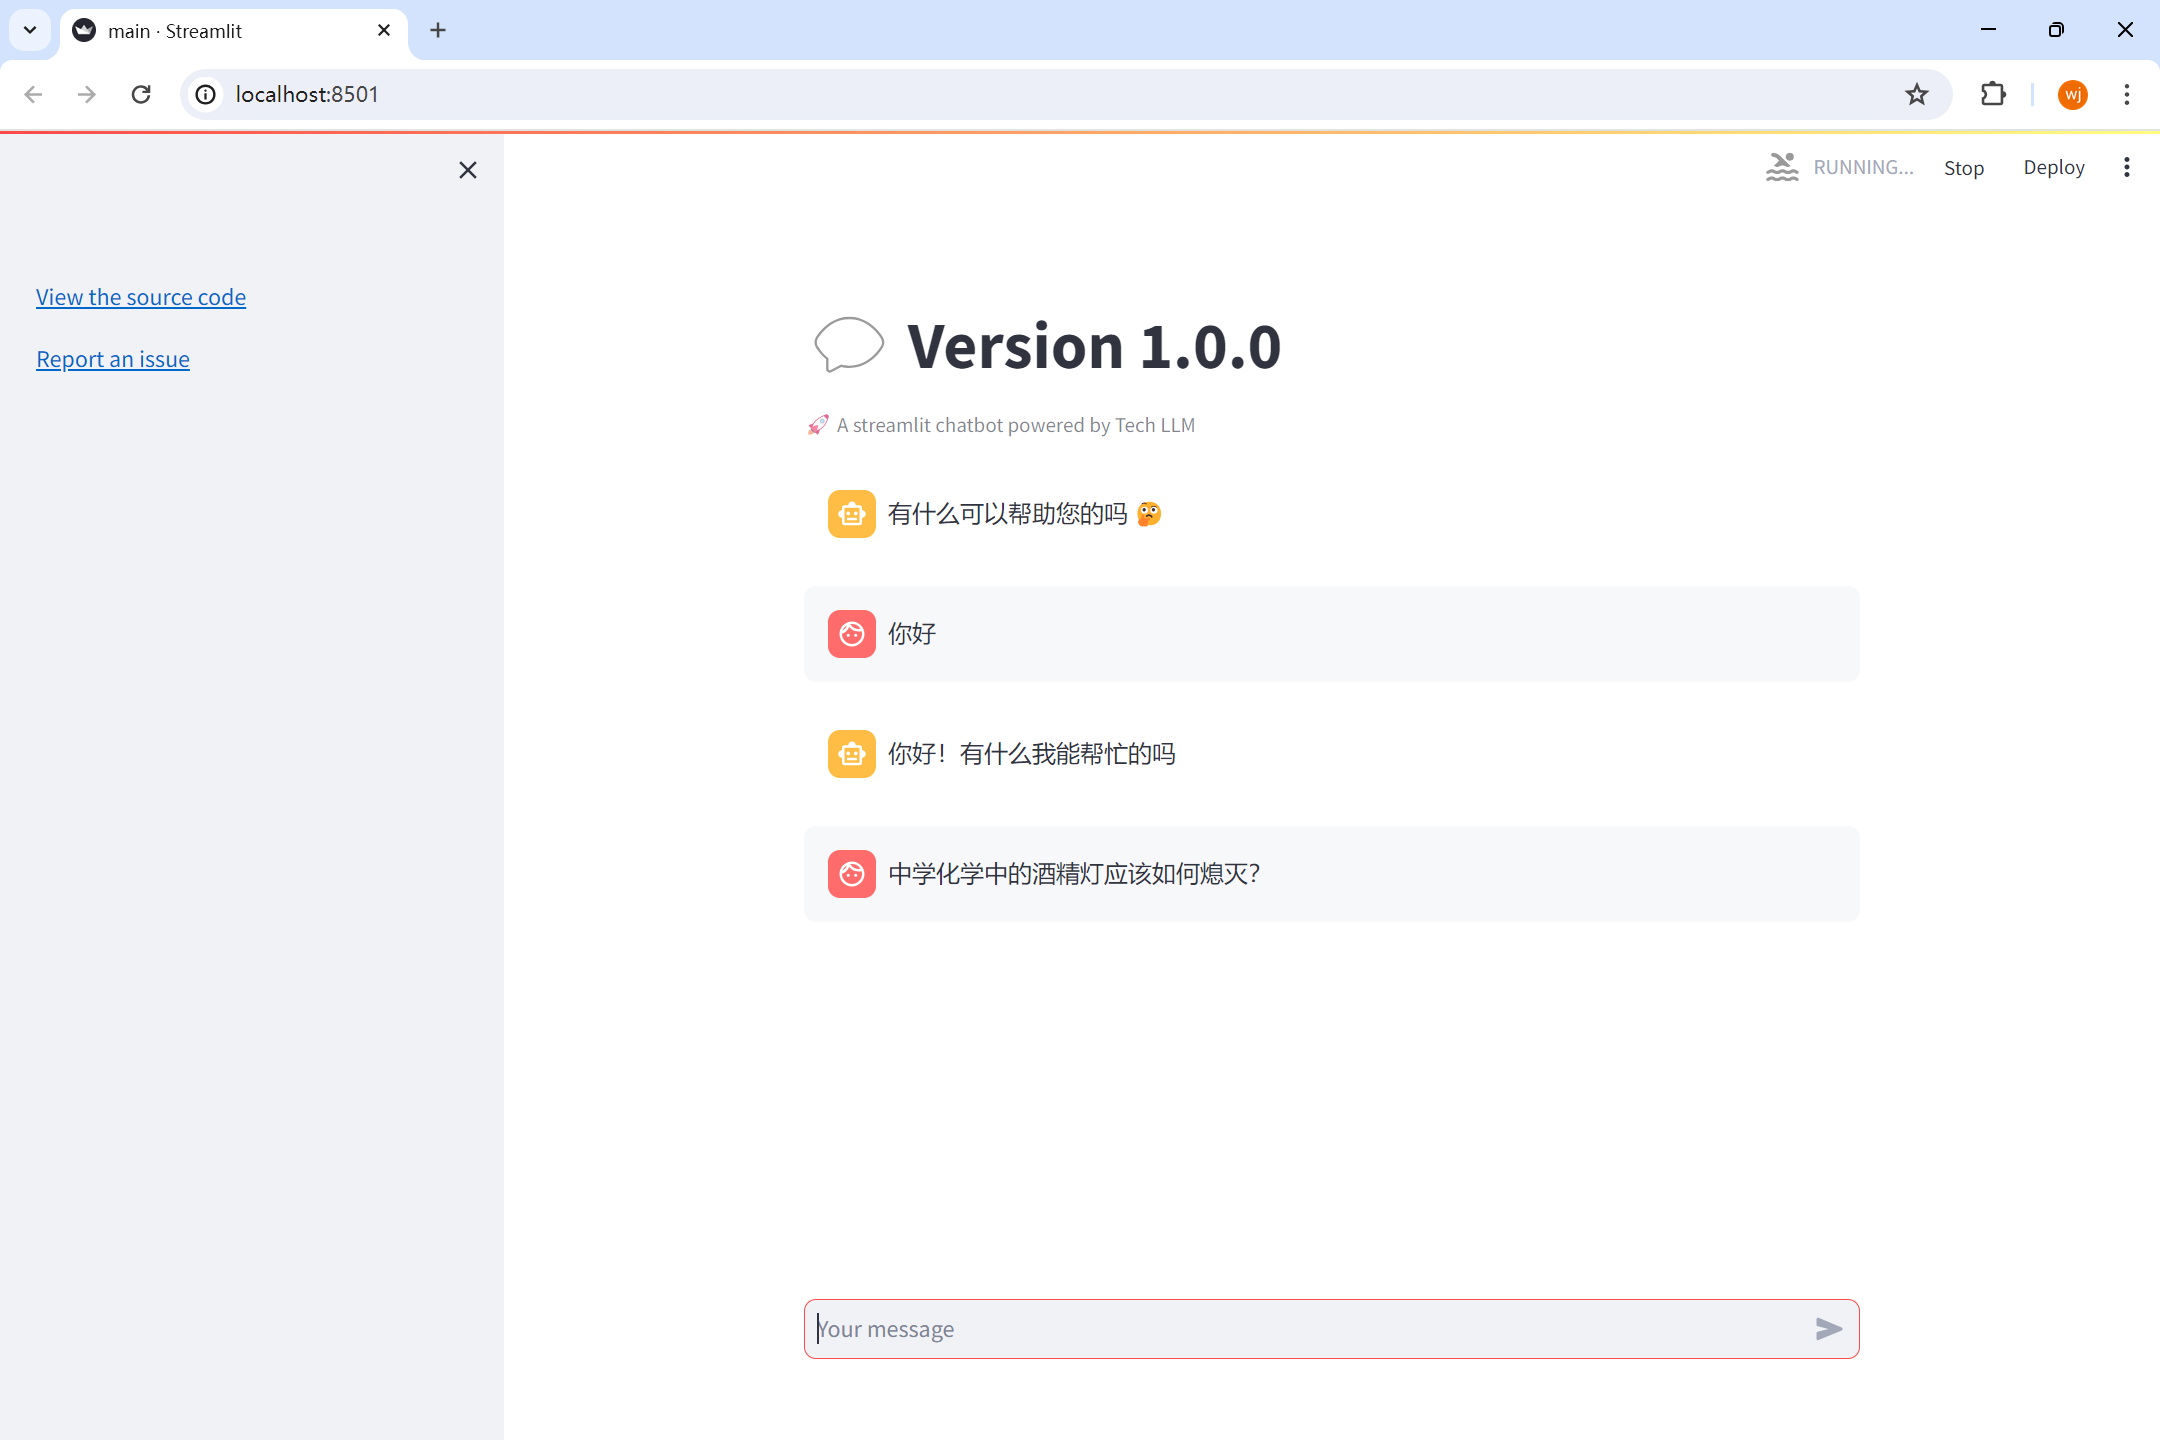 main · Streamlit
localhost:8501
RUNNING...
Stop
Deploy
wj
View the source code
Report an issue
Version 1.0.0
🚀 A streamlit chatbot powered by Tech LLM
有什么可以帮助您的吗 🤔
你好
你好！有什么我能帮忙的吗
中学化学中的酒精灯应该如何熄灭？
Your message